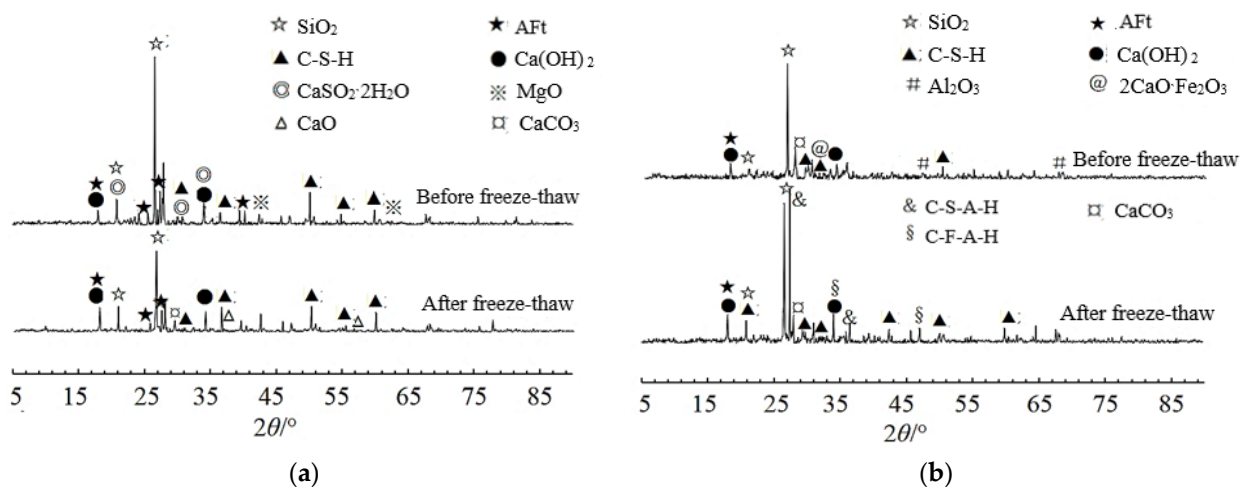 ☆ SiO₂ ★ AFt
▲ C-S-H ● Ca(OH)₂
◎ CaSO₂·2H₂O ※ MgO
△ CaO ¤ CaCO₃
Before freeze-thaw
After freeze-thaw
5 15 25 35 45 55 65 75 85
2θ/°
(a)
☆ SiO₂ ★ AFt
▲ C-S-H ● Ca(OH)₂
# Al₂O₃ @ 2CaO·Fe₂O₃
Before freeze-thaw
& C-S-A-H ¤ CaCO₃
§ C-F-A-H
After freeze-thaw
5 15 25 35 45 55 65 75 85
2θ/°
(b)